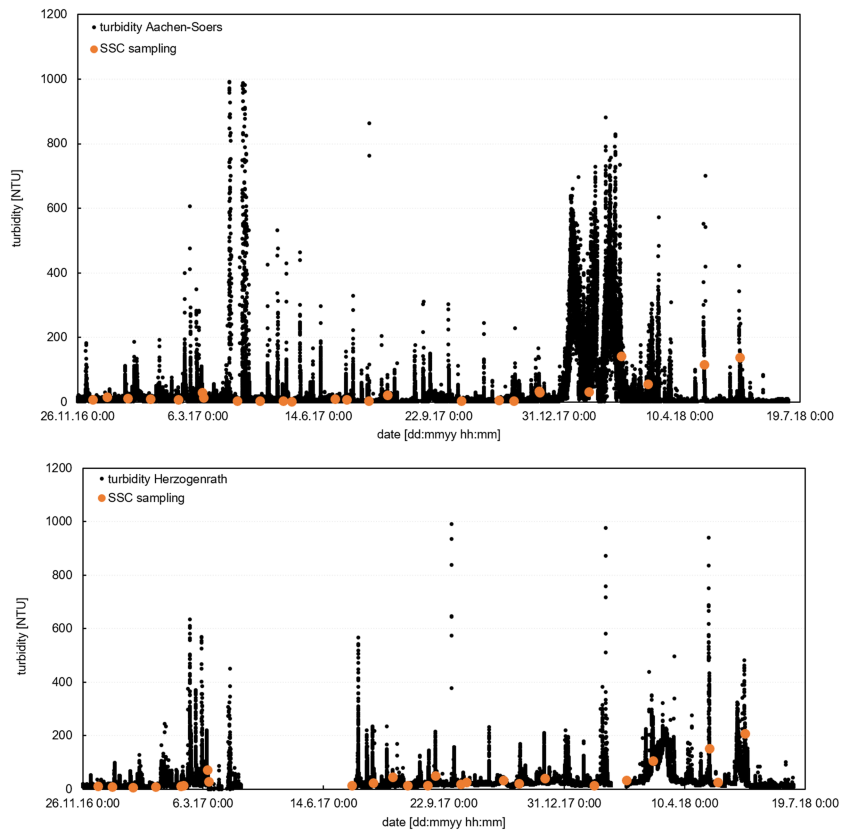 1200
turbidity Aachen-Soers
SSC sampling
1000
800
turbidity [NTU]
600
400
200
0
26.11.16 0:00 6.3.17 0:00 14.6.17 0:00 22.9.17 0:00 31.12.17 0:00 10.4.18 0:00 19.7.18 0:00
date [dd:mmyy hh:mm]
1200
turbidity Herzogenrath
SSC sampling
1000
800
turbidity [NTU]
600
400
200
0
26.11.16 0:00 6.3.17 0:00 14.6.17 0:00 22.9.17 0:00 31.12.17 0:00 10.4.18 0:00 19.7.18 0:00
date [dd:mmyy hh:mm]